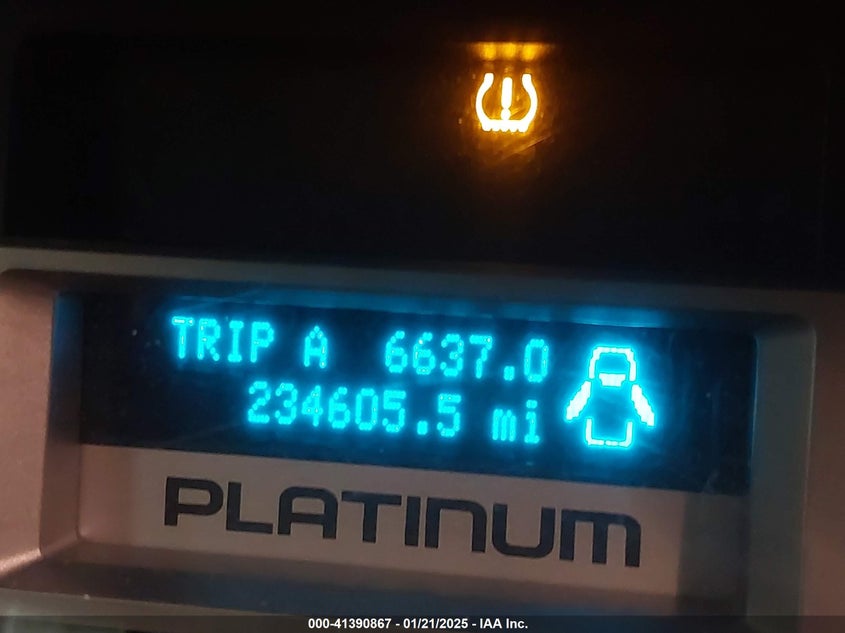 TRIP A 6637.0
234605.5 mi
PLATINUM
000-41390867 - 01/21/2025 - IAA Inc.